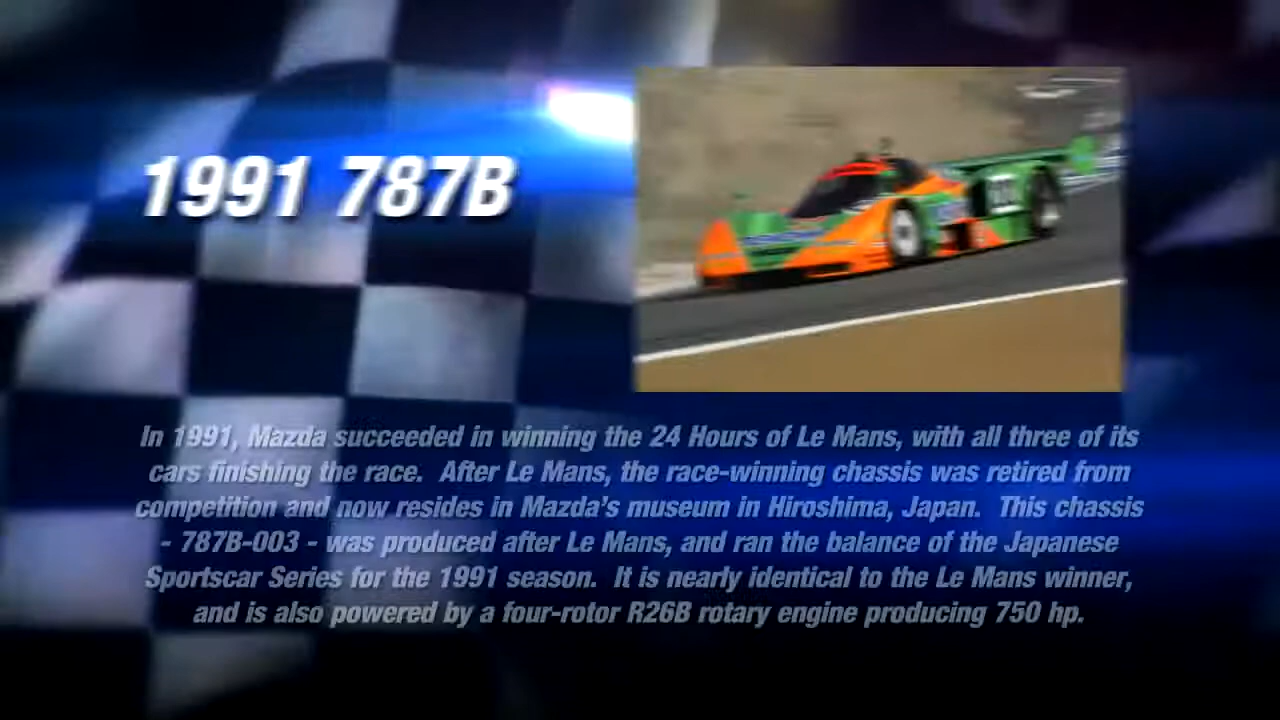 1991 787B
In 1991, Mazda succeeded in winning the 24 Hours of Le Mans, with all three of its
cars finishing the race.  After Le Mans, the race-winning chassis was retired from
competition and now resides in Mazda's museum in Hiroshima, Japan.  This chassis
- 787B-003 - was produced after Le Mans, and ran the balance of the Japanese
Sportscar Series for the 1991 season.  It is nearly identical to the Le Mans winner,
and is also powered by a four-rotor R26B rotary engine producing 750 hp.